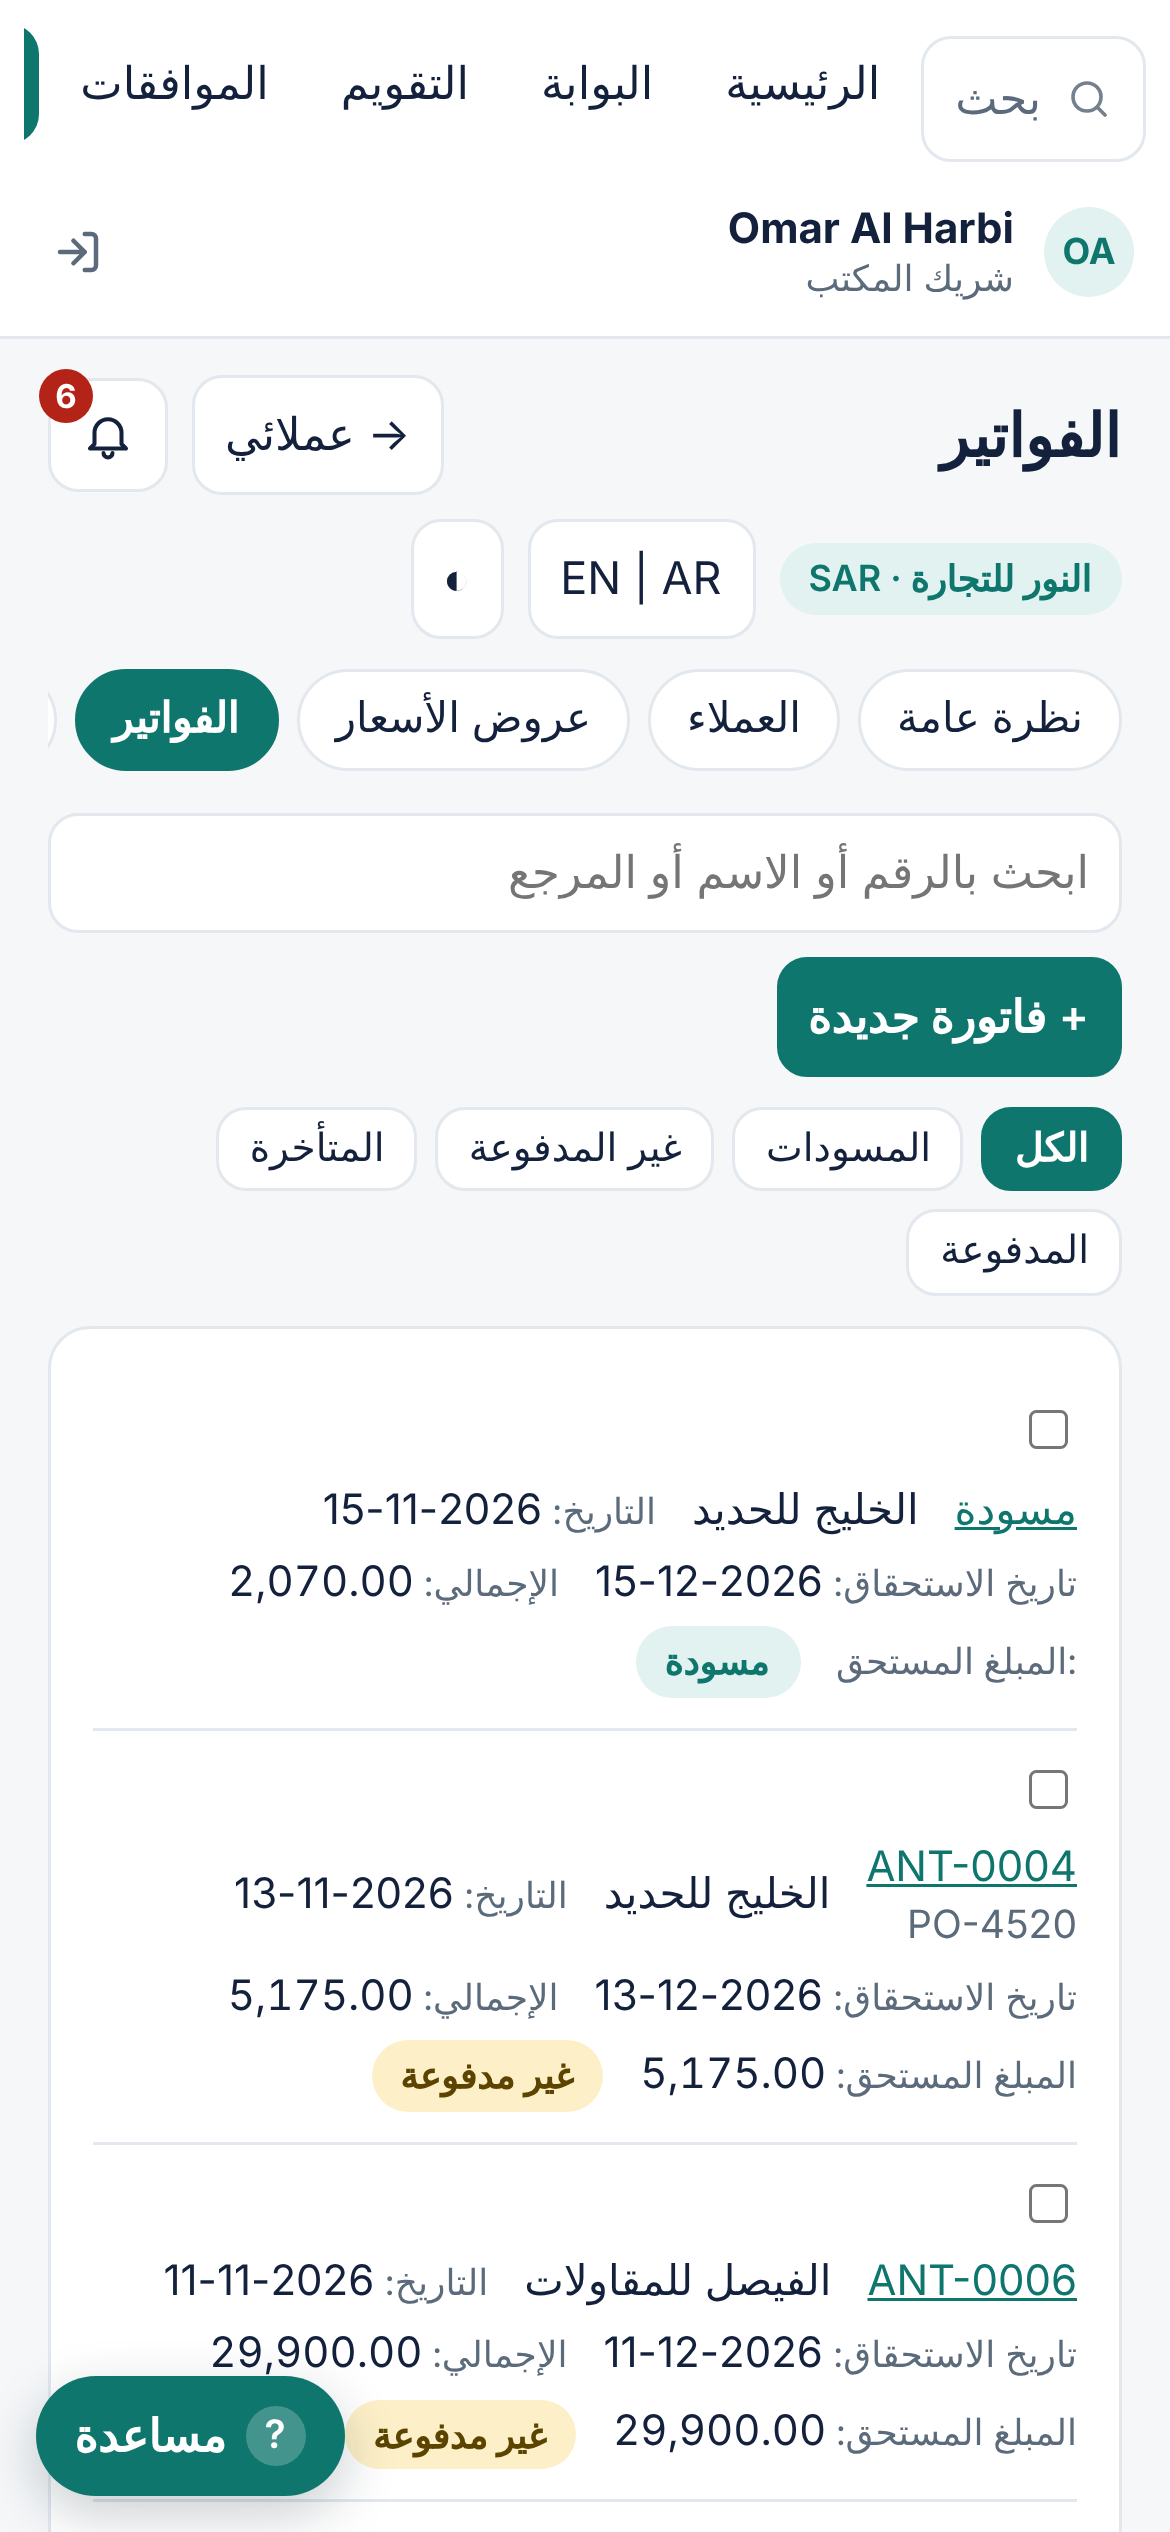 بحث الرئيسية البوابة التقويم الموافقات
OA Omar Al Harbi
شريك المكتب
الفواتير → عملائي 6
النور للتجارة · SAR EN | AR
نظرة عامة العملاء عروض الأسعار الفواتير
ابحث بالرقم أو الاسم أو المرجع
+ فاتورة جديدة
الكل المسودات غير المدفوعة المتأخرة
المدفوعة
مسودة الخليج للحديد التاريخ: 15-11-2026
تاريخ الاستحقاق: 15-12-2026 الإجمالي: 2,070.00
:المبلغ المستحق مسودة
ANT-0004 الخليج للحديد التاريخ: 13-11-2026
PO-4520
تاريخ الاستحقاق: 13-12-2026 الإجمالي: 5,175.00
المبلغ المستحق: 5,175.00 غير مدفوعة
ANT-0006 الفيصل للمقاولات التاريخ: 11-11-2026
تاريخ الاستحقاق: 11-12-2026 الإجمالي: 29,900.00
المبلغ المستحق: 29,900.00 غير مدفوعة
? مساعدة